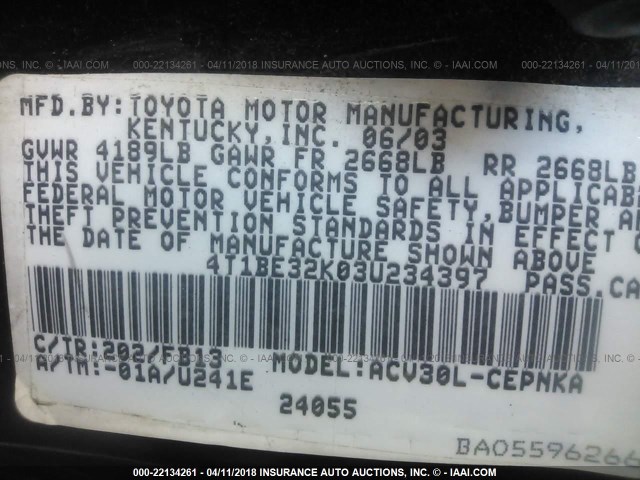 000-22134261 - 04/11/2018 INSURANCE AUTO AUCTIONS, INC. - © IAAI.COM
MFD.BY:TOYOTA MOTOR MANUFACTURING,
KENTUCKY,INC. 06/03
GVWR 4189LB GAWR FR 2668LB RR 2668LB
THIS VEHICLE CONFORMS TO ALL APPLICAB
FEDERAL MOTOR VEHICLE SAFETY,BUMPER A
THEFT PREVENTION STANDARDS IN EFFECT
THE DATE OF MANUFACTURE SHOWN ABOVE
4T1BE32K03U234397 PASS.CA
C/TR:202/FB13
A/TM:-01A/U241E MODEL:ACV30L-CEPNKA
24055
BA05596266
000-22134261 - 04/11/2018 INSURANCE AUTO AUCTIONS, INC. - © IAAI.COM